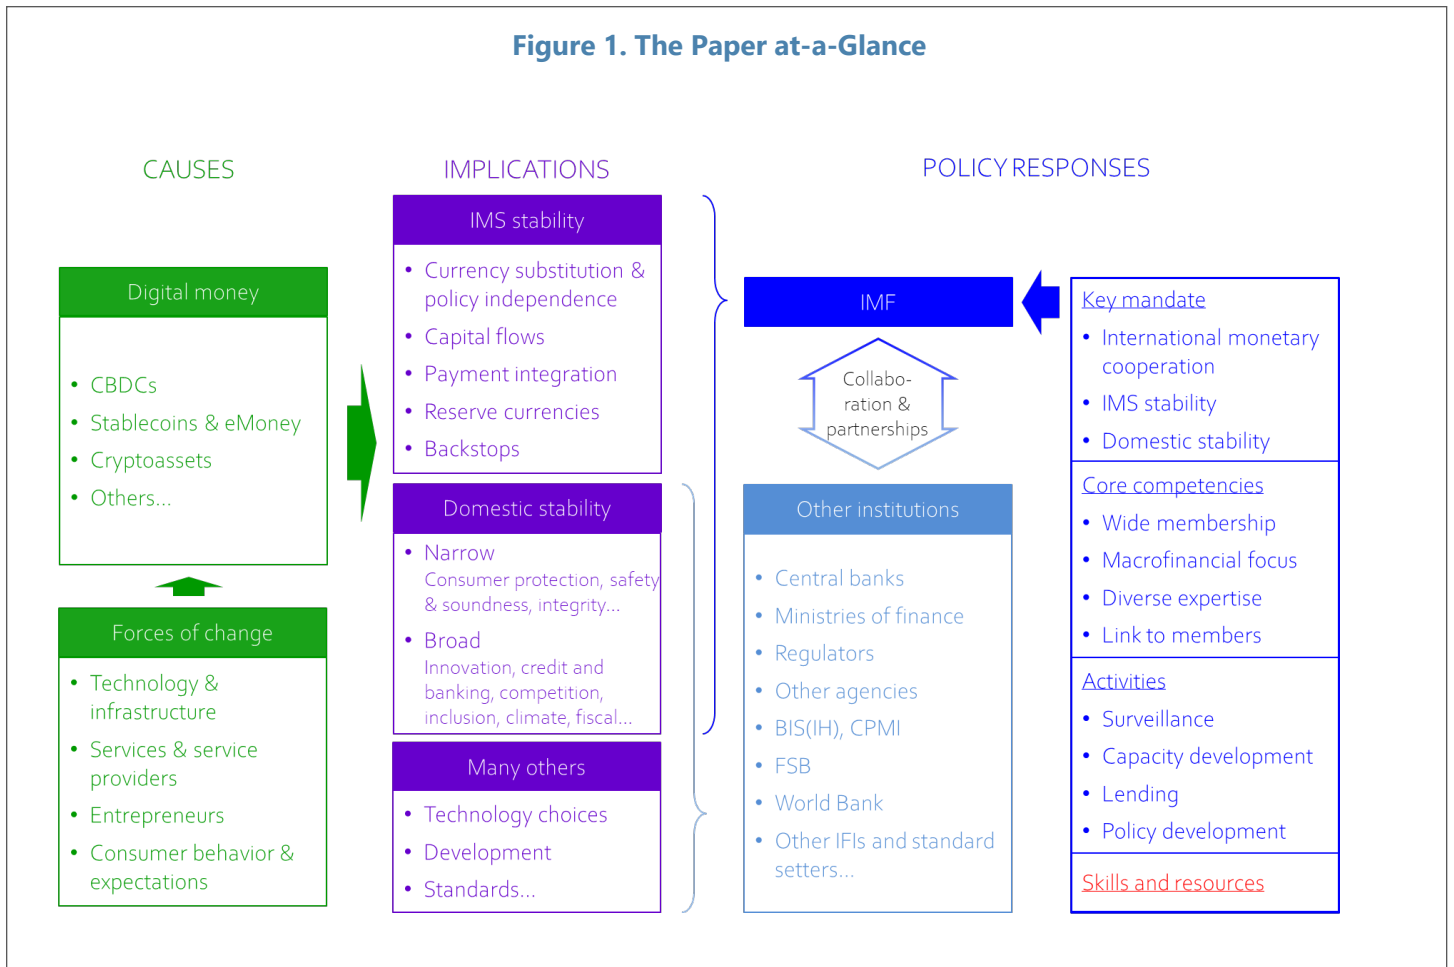 Figure 1. The Paper at-a-Glance
CAUSES
Digital money
• CBDCs
• Stablecoins & eMoney
• Cryptoassets
• Others...
Forces of change
• Technology &
infrastructure
• Services & service
providers
• Entrepreneurs
• Consumer behavior &
expectations
IMPLICATIONS
IMS stability
• Currency substitution &
policy independence
• Capital flows
• Payment integration
• Reserve currencies
• Backstops
Domestic stability
• Narrow
Consumer protection, safety
& soundness, integrity...
• Broad
Innovation, credit and
banking, competition,
inclusion, climate, fiscal...
Many others
• Technology choices
• Development
• Standards...
POLICY RESPONSES
IMF
Collabo-
ration &
partnerships
Other institutions
• Central banks
• Ministries of finance
• Regulators
• Other agencies
• BIS(IH), CPMI
• FSB
• World Bank
• Other IFIs and standard
setters...
Key mandate
• International monetary
cooperation
• IMS stability
• Domestic stability
Core competencies
• Wide membership
• Macrofinancial focus
• Diverse expertise
• Link to members
Activities
• Surveillance
• Capacity development
• Lending
• Policy development
Skills and resources